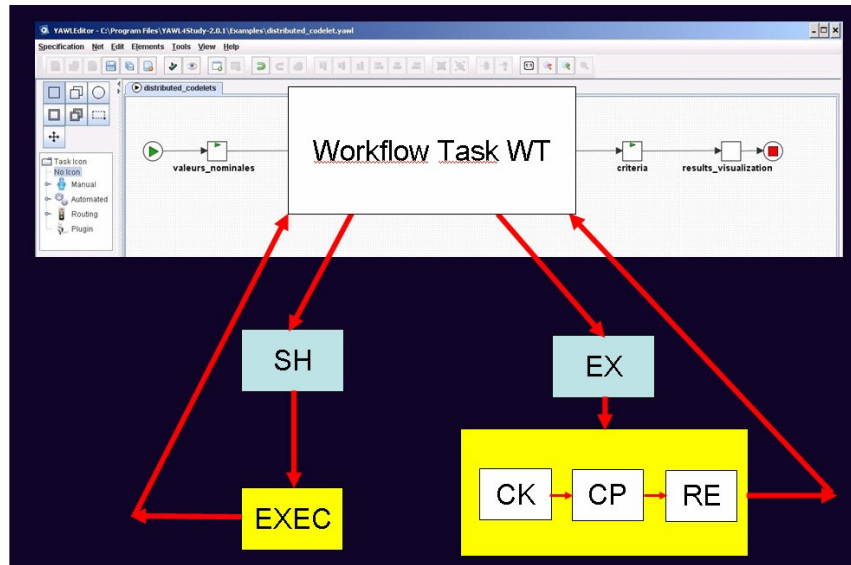 YAWLEditor - C:\Program Files\YAWL4Study-2.0.1\Examples\distributed_codelet.yawl
Specification Net Edit Elements Tools View Help
distributed_codelets
Task Icon
No Icon
Manual
Automated
Routing
Plugin
valeurs_nominales
Workflow Task WT
criteria
results_visualization
SH
EX
EXEC
CK
CP
RE